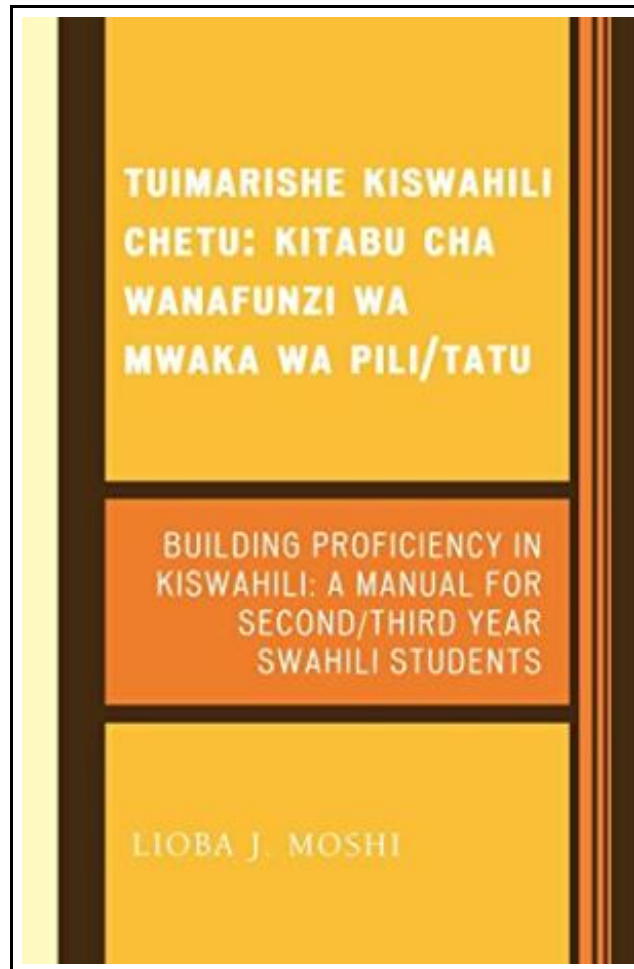 TUIMARISHE KISWAHILI
CHETU: KITABU CHA
WANAFUNZI WA
MWAKA WA PILI/TATU
BUILDING PROFICIENCY IN
KISWAHILI: A MANUAL FOR
SECOND/THIRD YEAR
SWAHILI STUDENTS
LIOBA J. MOSHI